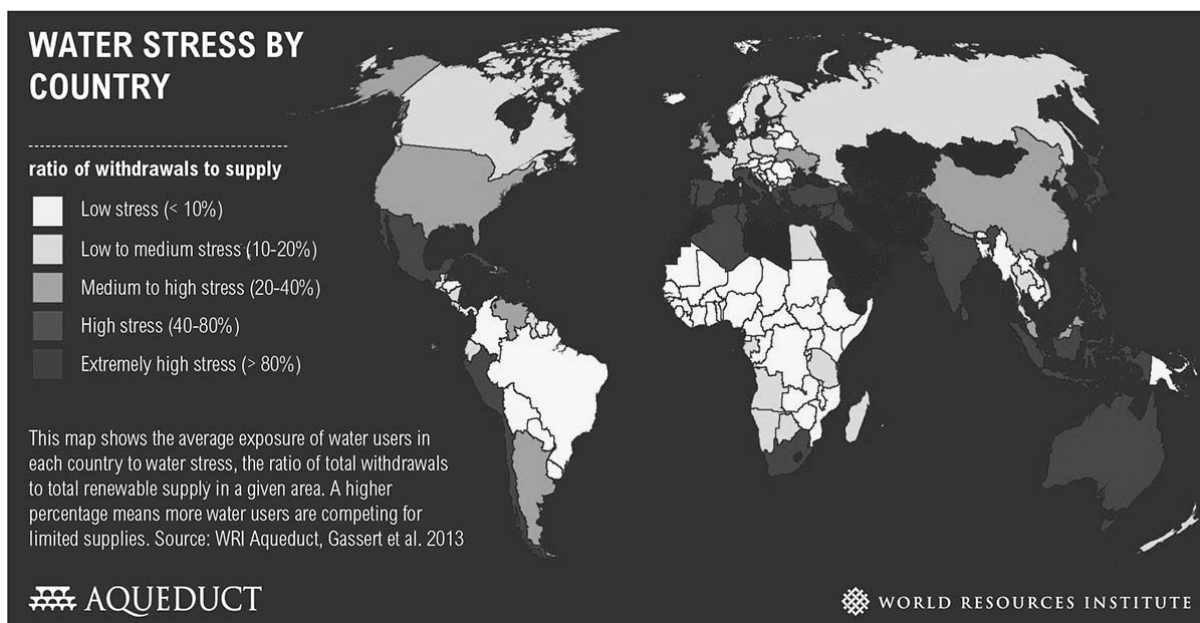 WATER STRESS BY
COUNTRY
ratio of withdrawals to supply
Low stress (< 10%)
Low to medium stress (10-20%)
Medium to high stress (20-40%)
High stress (40-80%)
Extremely high stress (> 80%)
This map shows the average exposure of water users in
each country to water stress, the ratio of total withdrawals
to total renewable supply in a given area. A higher
percentage means more water users are competing for
limited supplies. Source: WRI Aqueduct, Gassert et al. 2013
AQUEDUCT
WORLD RESOURCES INSTITUTE